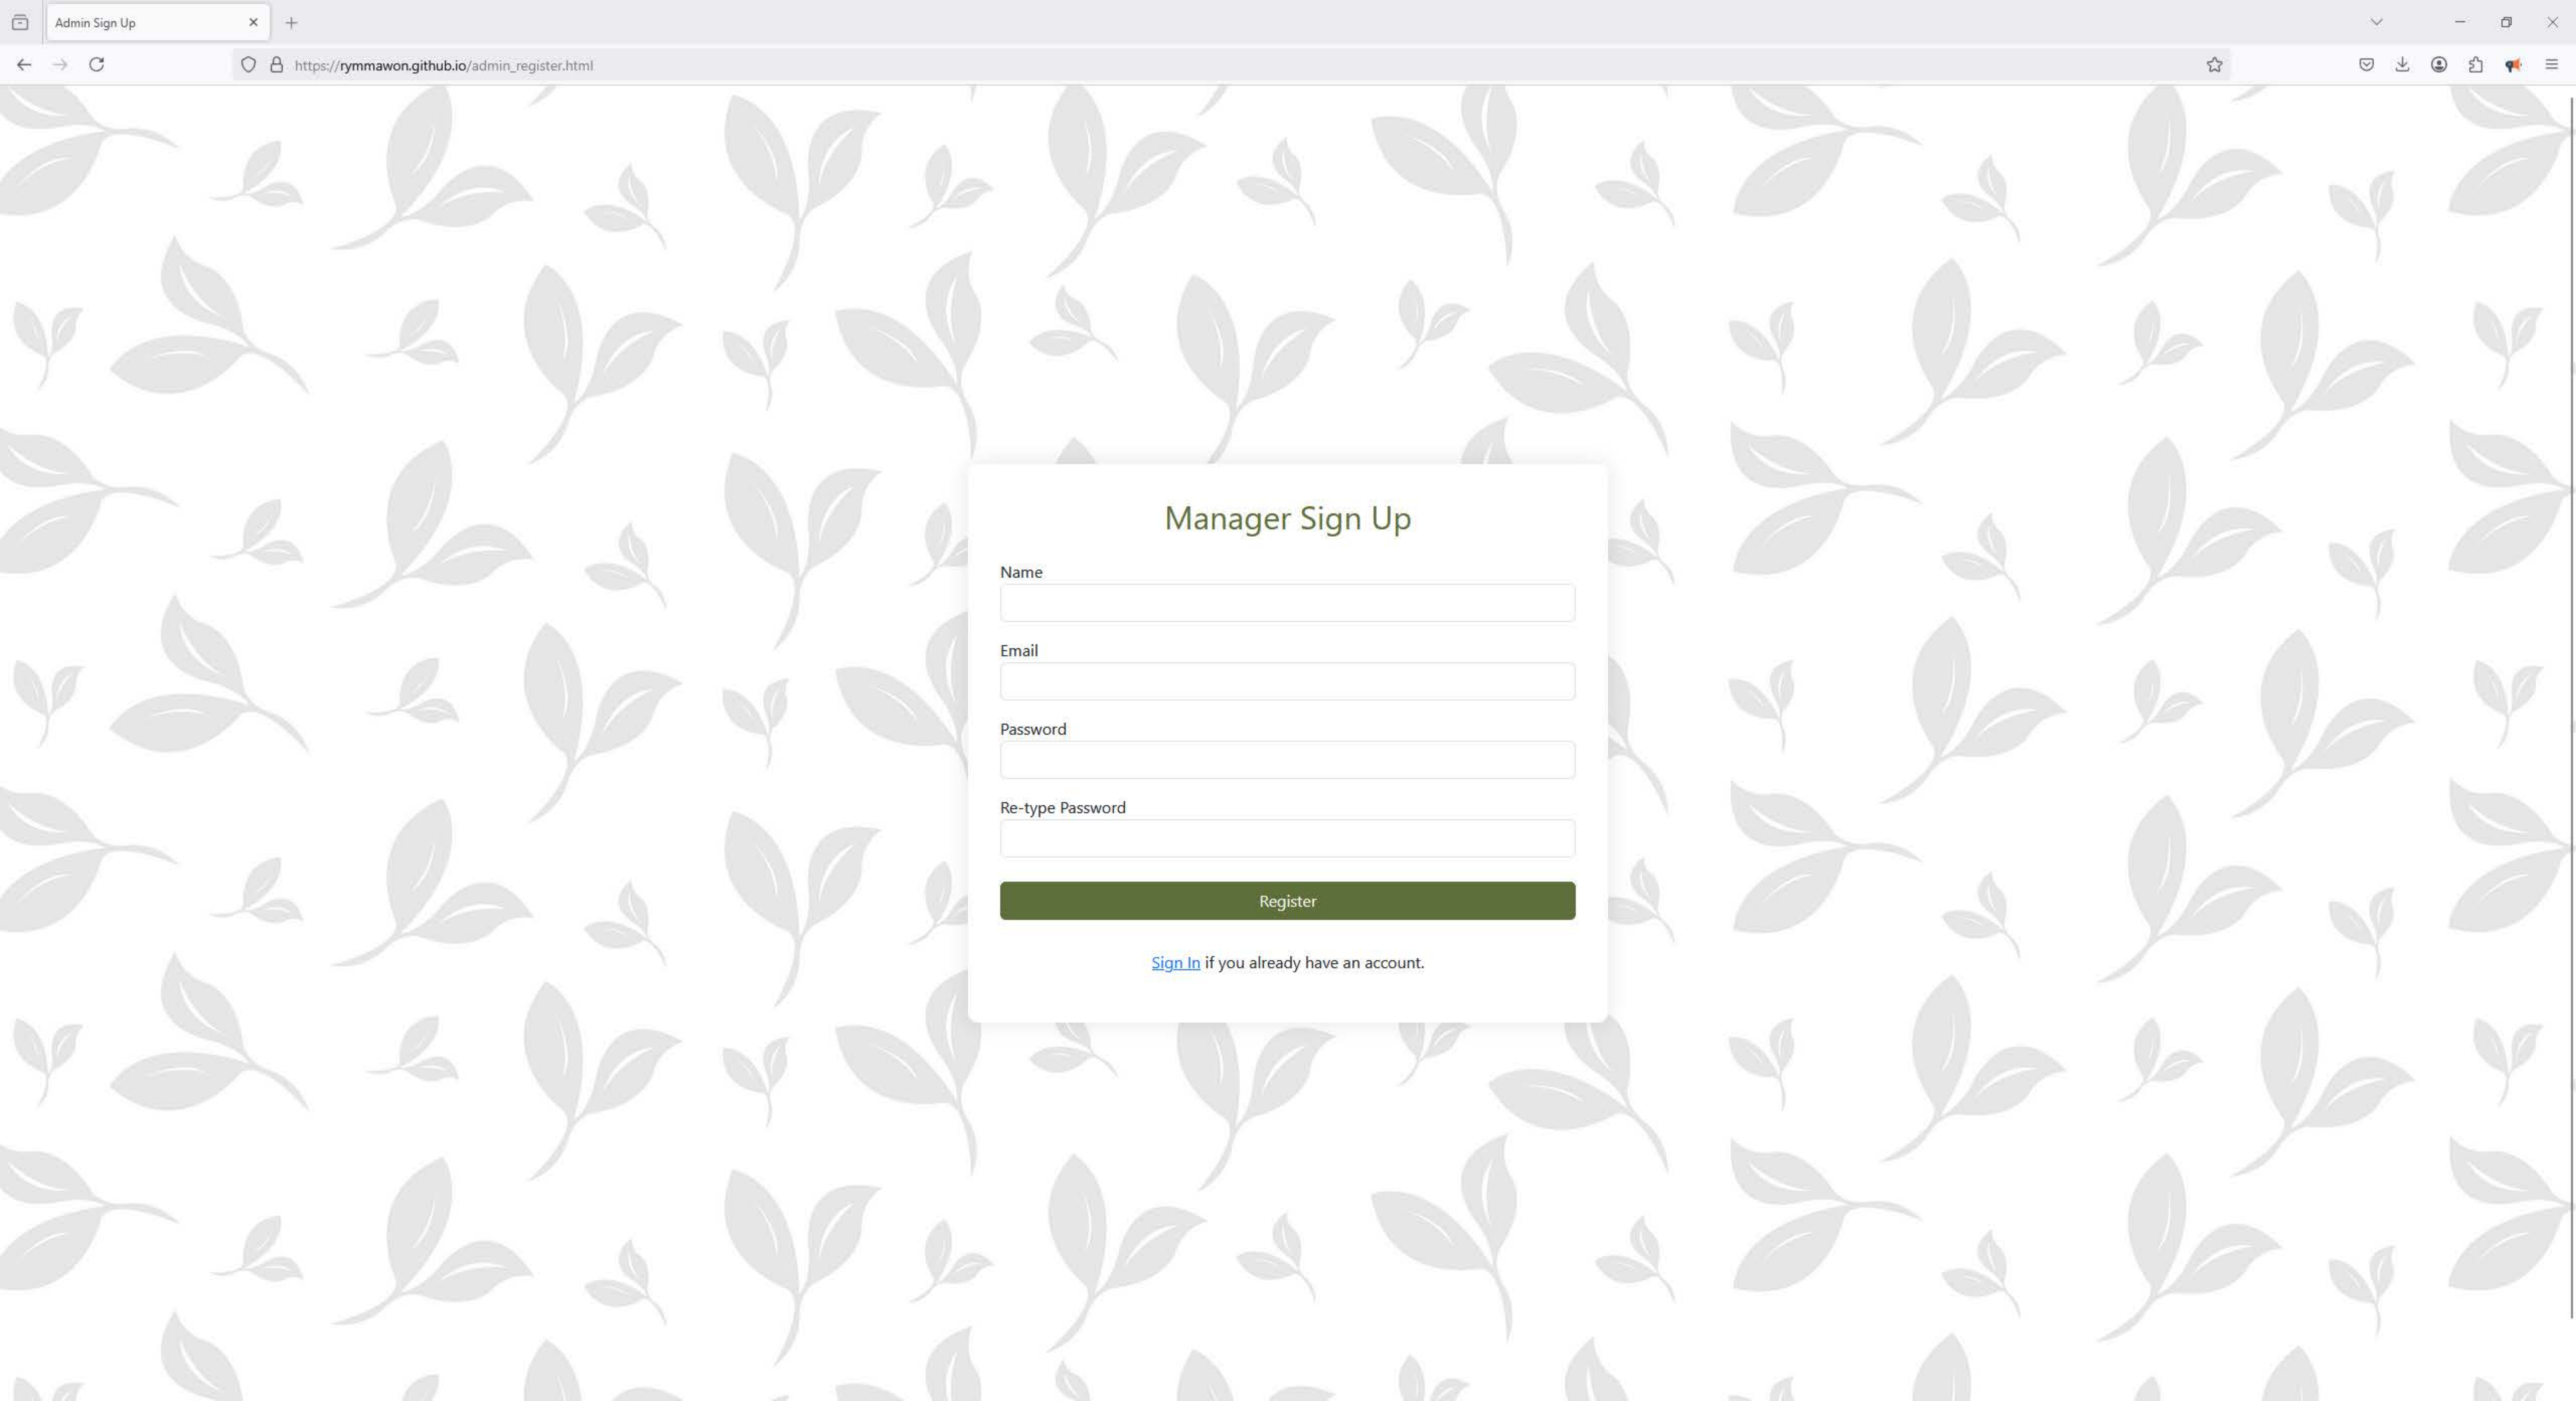 Admin Sign Up
https://rymmawon.github.io/admin_register.html
Manager Sign Up
Name
Email
Password
Re-type Password
Register
Sign In if you already have an account.